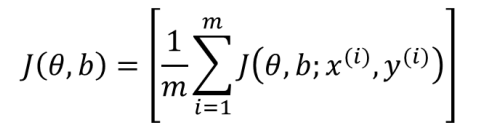 J(θ, b) = [1/m ∑_{i=1}^{m} J(θ, b; x^{(i)}, y^{(i)})]